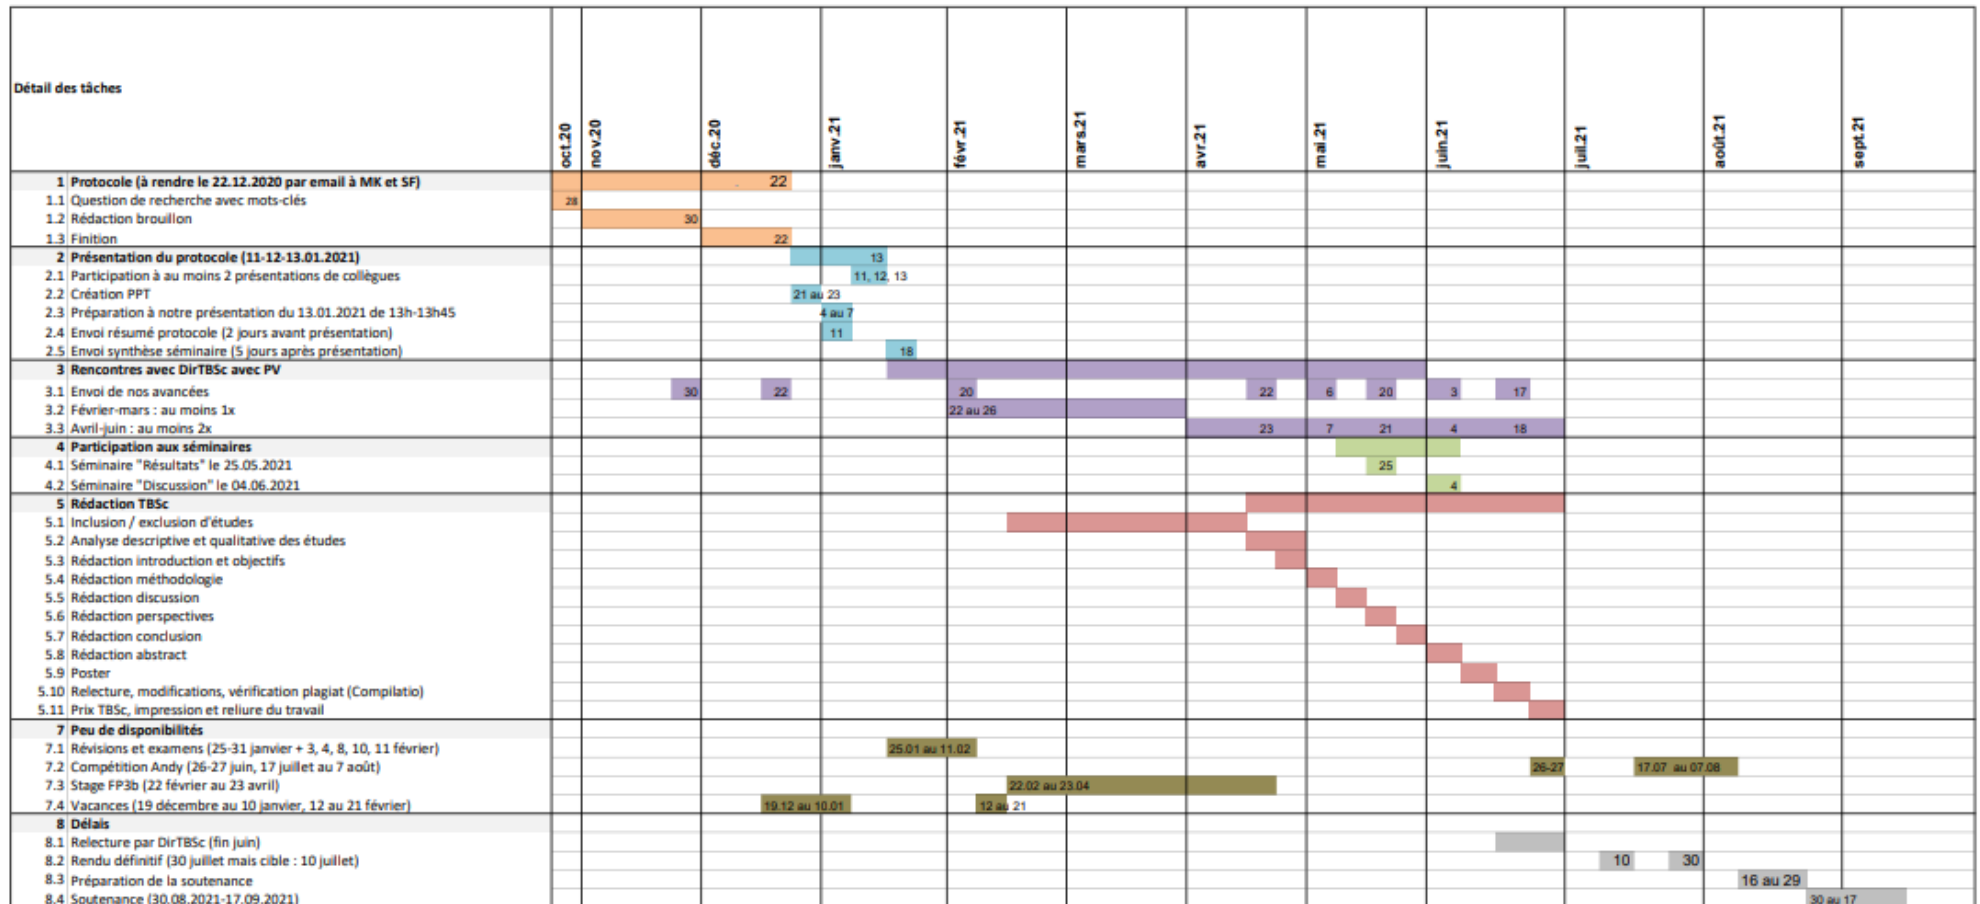 Détail des tâches
oct.20 nov.20 déc.20 janv.21 févr.21 mars.21 avr.21 mai.21 juin.21 juil.21 août.21 sept.21
1 Protocole (à rendre le 22.12.2020 par email à MK et SF) 22
1.1 Question de recherche avec mots-clés 28
1.2 Rédaction brouillon 30
1.3 Finition 22
2 Présentation du protocole (11-12-13.01.2021) 13
2.1 Participation à au moins 2 présentations de collègues 11, 12, 13
2.2 Création PPT 21 au 23
2.3 Préparation à notre présentation du 13.01.2021 de 13h-13h45 4 au 7
2.4 Envoi résumé protocole (2 jours avant présentation) 11
2.5 Envoi synthèse séminaire (5 jours après présentation) 18
3 Rencontres avec DirTBSc avec PV
3.1 Envoi de nos avancées 30 22 20 22 6 20 3 17
3.2 Février-mars : au moins 1x 22 au 26
3.3 Avril-juin : au moins 2x 23 7 21 4 18
4 Participation aux séminaires
4.1 Séminaire "Résultats" le 25.05.2021 25
4.2 Séminaire "Discussion" le 04.06.2021 4
5 Rédaction TBSc
5.1 Inclusion / exclusion d'études
5.2 Analyse descriptive et qualitative des études
5.3 Rédaction introduction et objectifs
5.4 Rédaction méthodologie
5.5 Rédaction discussion
5.6 Rédaction perspectives
5.7 Rédaction conclusion
5.8 Rédaction abstract
5.9 Poster
5.10 Relecture, modifications, vérification plagiat (Compilatio)
5.11 Prix TBSc, impression et reliure du travail
7 Peu de disponibilités
7.1 Révisions et examens (25-31 janvier + 3, 4, 8, 10, 11 février) 25.01 au 11.02
7.2 Compétition Andy (26-27 juin, 17 juillet au 7 août) 26-27 17.07 au 07.08
7.3 Stage FP3b (22 février au 23 avril) 22.02 au 23.04
7.4 Vacances (19 décembre au 10 janvier, 12 au 21 février) 19.12 au 10.01 12 au 21
8 Délais
8.1 Relecture par DirTBSc (fin juin)
8.2 Rendu définitif (30 juillet mais cible : 10 juillet) 10 30
8.3 Préparation de la soutenance 16 au 29
8.4 Soutenance (30.08.2021-17.09.2021) 30 au 17